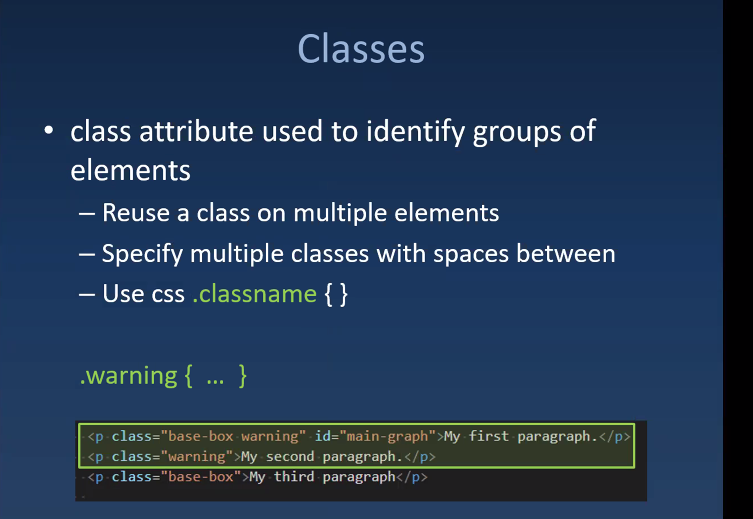 Classes
• class attribute used to identify groups of
elements
– Reuse a class on multiple elements
– Specify multiple classes with spaces between
– Use css .classname { }
.warning { … }
<p class="base-box warning" id="main-graph">My first paragraph.</p>
<p class="warning">My second paragraph.</p>
<p class="base-box">My third paragraph</p>